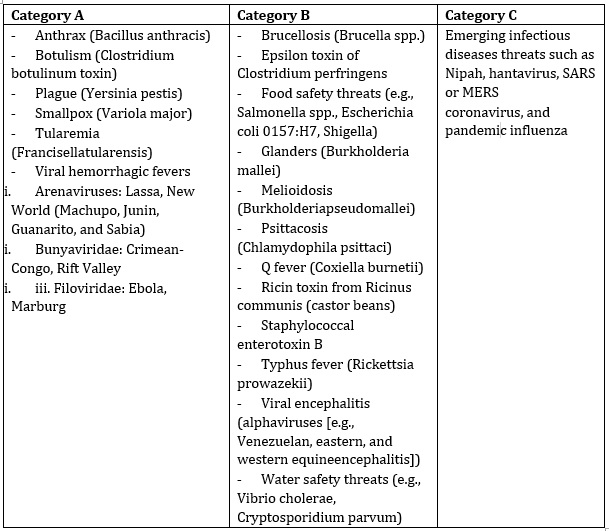 Category A
- Anthrax (Bacillus anthracis)
- Botulism (Clostridium
botulinum toxin)
- Plague (Yersinia pestis)
- Smallpox (Variola major)
- Tularemia
(Francisellatularensis)
- Viral hemorrhagic fevers
i. Arenaviruses: Lassa, New
World (Machupo, Junin,
Guanarito, and Sabia)
i. Bunyaviridae: Crimean-
Congo, Rift Valley
i. iii. Filoviridae: Ebola,
Marburg
Category B
- Brucellosis (Brucella spp.)
- Epsilon toxin of
Clostridium perfringens
- Food safety threats (e.g.,
Salmonella spp., Escherichia
coli 0157:H7, Shigella)
- Glanders (Burkholderia
mallei)
- Melioidosis
(Burkholderiapseudomallei)
- Psittacosis
(Chlamydophila psittaci)
- Q fever (Coxiella burnetii)
- Ricin toxin from Ricinus
communis (castor beans)
- Staphylococcal
enterotoxin B
- Typhus fever (Rickettsia
prowazekii)
- Viral encephalitis
(alphaviruses [e.g.,
Venezuelan, eastern, and
western equineencephalitis])
- Water safety threats (e.g.,
Vibrio cholerae,
Cryptosporidium parvum)
Category C
Emerging infectious
diseases threats such as
Nipah, hantavirus, SARS
or MERS
coronavirus, and
pandemic influenza